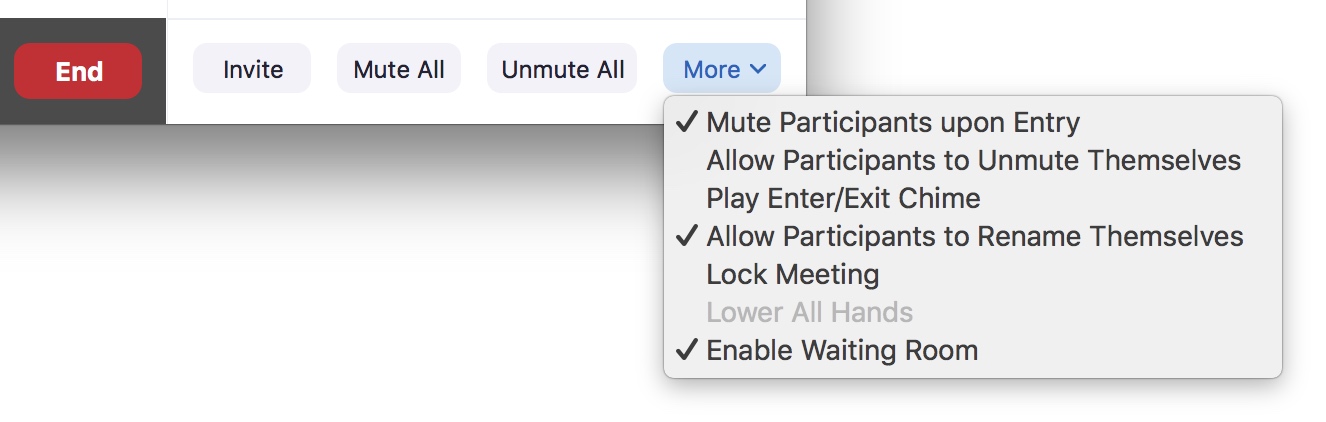 End
Invite
Mute All
Unmute All
More
Mute Participants upon Entry
Allow Participants to Unmute Themselves
Play Enter/Exit Chime
Allow Participants to Rename Themselves
Lock Meeting
Lower All Hands
Enable Waiting Room